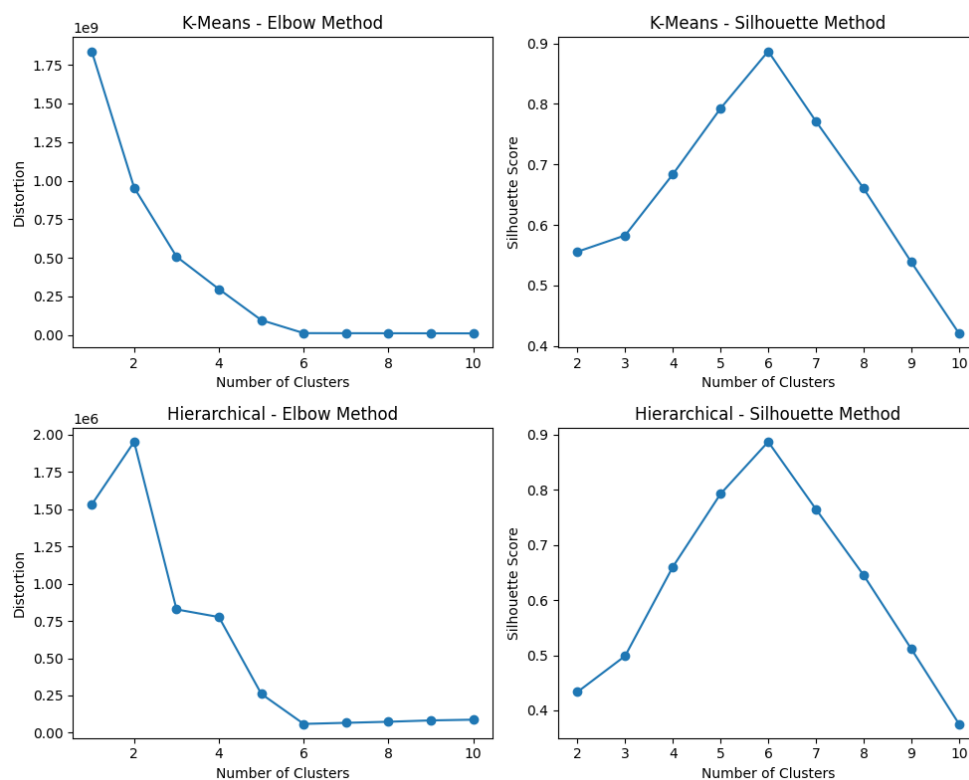 K-Means - Elbow Method
1e9
1.75
1.50
1.25
1.00
0.75
0.50
0.25
0.00
Distortion
2 4 6 8 10
Number of Clusters
K-Means - Silhouette Method
0.9
0.8
0.7
0.6
0.5
0.4
Silhouette Score
2 3 4 5 6 7 8 9 10
Number of Clusters
Hierarchical - Elbow Method
1e6
2.00
1.75
1.50
1.25
1.00
0.75
0.50
0.25
0.00
Distortion
2 4 6 8 10
Number of Clusters
Hierarchical - Silhouette Method
0.9
0.8
0.7
0.6
0.5
0.4
Silhouette Score
2 3 4 5 6 7 8 9 10
Number of Clusters